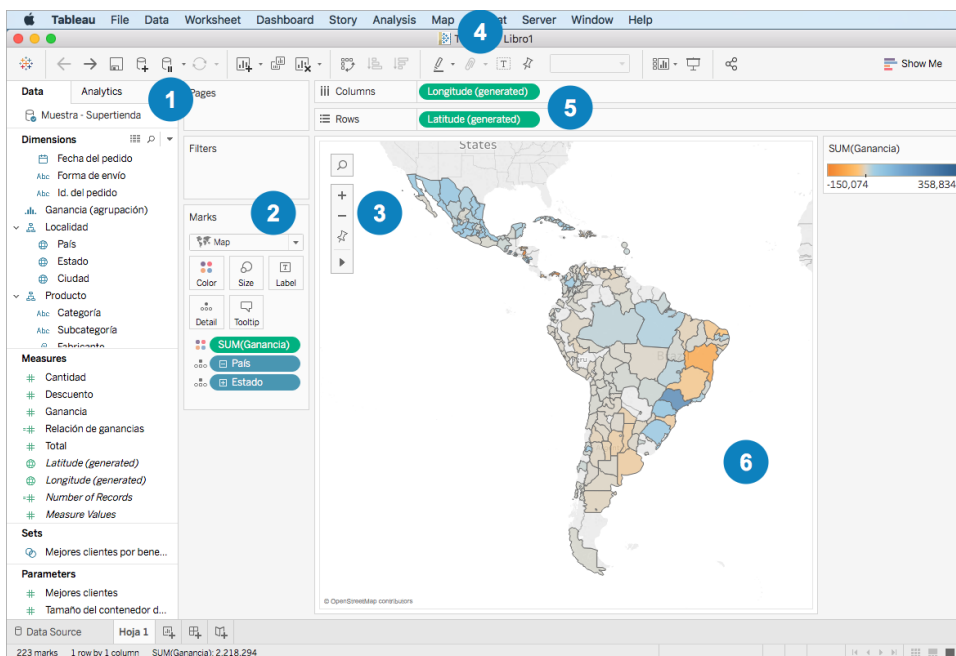 Tableau File Data Worksheet Dashboard Story Analysis Map at Server Window Help
4
T Libro1
Show Me
Data Analytics
1
Pages
Columns Longitude (generated)
5
Rows Latitude (generated)
Muestra - Supertienda
Dimensions
Fecha del pedido
Abc Forma de envío
Abc Id. del pedido
Ganancia (agrupación)
Localidad
País
Estado
Ciudad
Producto
Abc Categoría
Abc Subcategoría
Fabricante
Measures
# Cantidad
# Descuento
# Ganancia
=# Relación de ganancias
# Total
Latitude (generated)
Longitude (generated)
=# Number of Records
# Measure Values
Sets
Mejores clientes por bene...
Parameters
# Mejores clientes
# Tamaño del contenedor d...
Filters
Marks
2
Map
Color Size Label
T
Detail Tooltip
SUM(Ganancia)
País
Estado
States
3
6
© OpenStreetMap contributors
SUM(Ganancia)
-150,074 358,834
Data Source Hoja 1
223 marks 1 row by 1 column SUM(Ganancia): 2,218,294